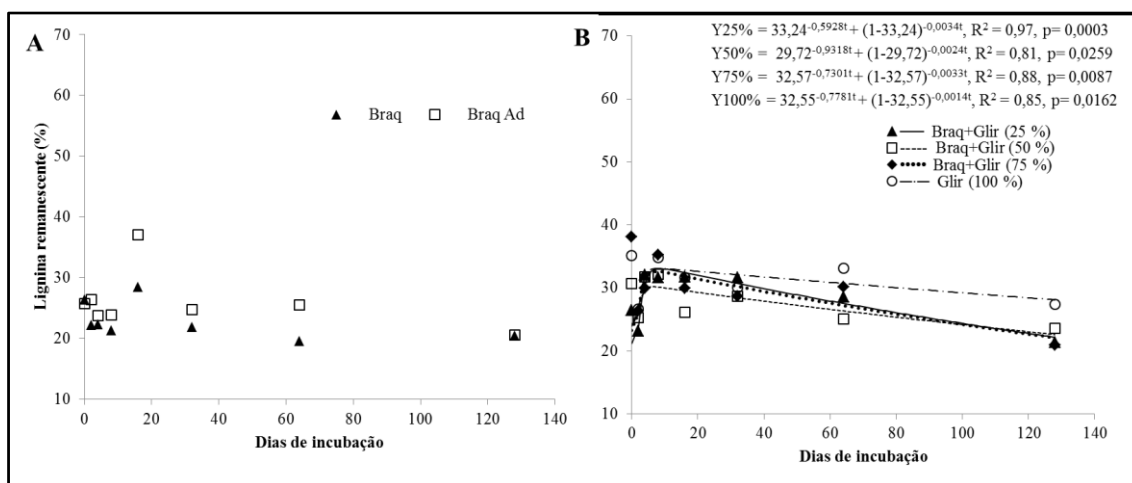 A
Lignina remanescente (%)
70
60
50
40
30
20
10
Braq
Braq Ad
0
20
40
60
80
100
120
140
Dias de incubação
B
Y25% = 33,24-0,5928t + (1-33,24)-0,0034t, R2 = 0,97, p= 0,0003
Y50% = 29,72-0,9318t + (1-29,72)-0,0024t, R2 = 0,81, p= 0,0259
Y75% = 32,57-0,7301t + (1-32,57)-0,0033t, R2 = 0,88, p= 0,0087
Y100% = 32,55-0,7781t + (1-32,55)-0,0014t, R2 = 0,85, p= 0,0162
Braq+Glir (25 %)
Braq+Glir (50 %)
Braq+Glir (75 %)
Glir (100 %)
70
60
50
40
30
20
10
0
20
40
60
80
100
120
140
Dias de incubação